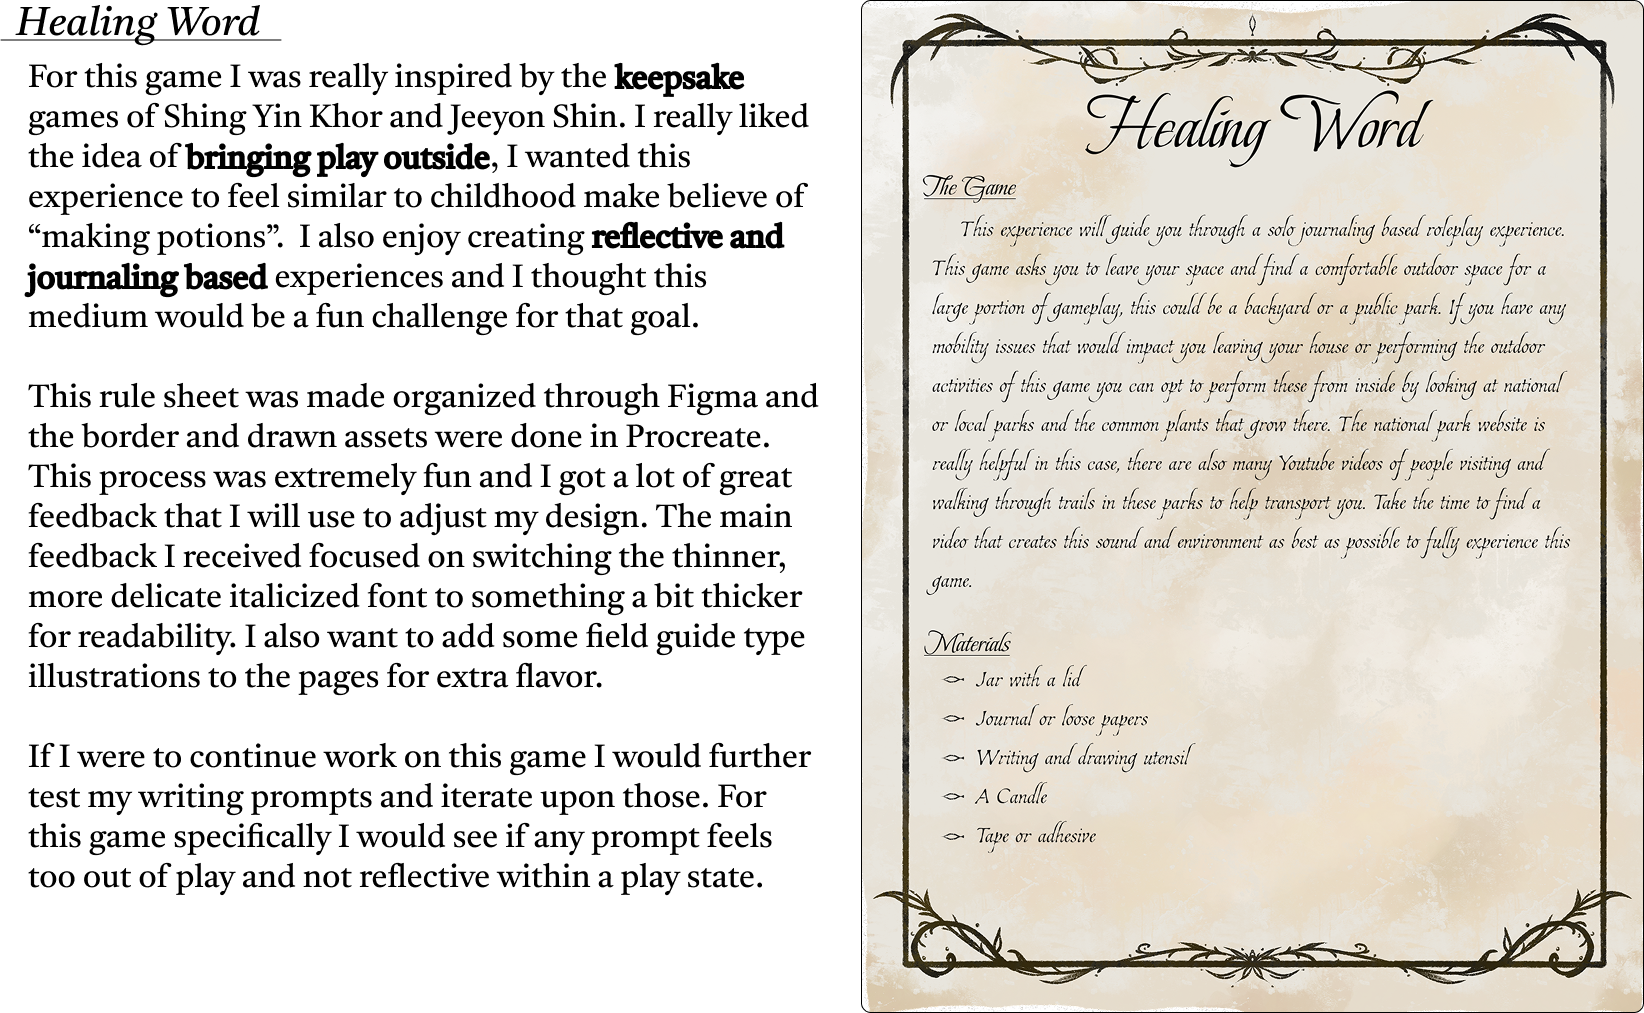 Healing Word
For this game I was really inspired by the keepsake
games of Shing Yin Khor and Jeeyon Shin. I really liked
the idea of bringing play outside, I wanted this
experience to feel similar to childhood make believe of
“making potions”.  I also enjoy creating reflective and
journaling based experiences and I thought this
medium would be a fun challenge for that goal.
This rule sheet was made organized through Figma and
the border and drawn assets were done in Procreate.
This process was extremely fun and I got a lot of great
feedback that I will use to adjust my design. The main
feedback I received focused on switching the thinner,
more delicate italicized font to something a bit thicker
for readability. I also want to add some field guide type
illustrations to the pages for extra flavor.
If I were to continue work on this game I would further
test my writing prompts and iterate upon those. For
this game specifically I would see if any prompt feels
too out of play and not reflective within a play state.
Healing Word
The Game
This experience will guide you through a solo journaling based roleplay experience.
This game asks you to leave your space and find a comfortable outdoor space for a
large portion of gameplay, this could be a backyard or a public park. If you have any
mobility issues that would impact you leaving your house or performing the outdoor
activities of this game you can opt to perform these from inside by looking at national
or local parks and the common plants that grow there. The national park website is
really helpful in this case, there are also many Youtube videos of people visiting and
walking through trails in these parks to help transport you. Take the time to find a
video that creates this sound and environment as best as possible to fully experience this
game.
Materials
Jar with a lid
Journal or loose papers
Writing and drawing utensil
A Candle
Tape or adhesive